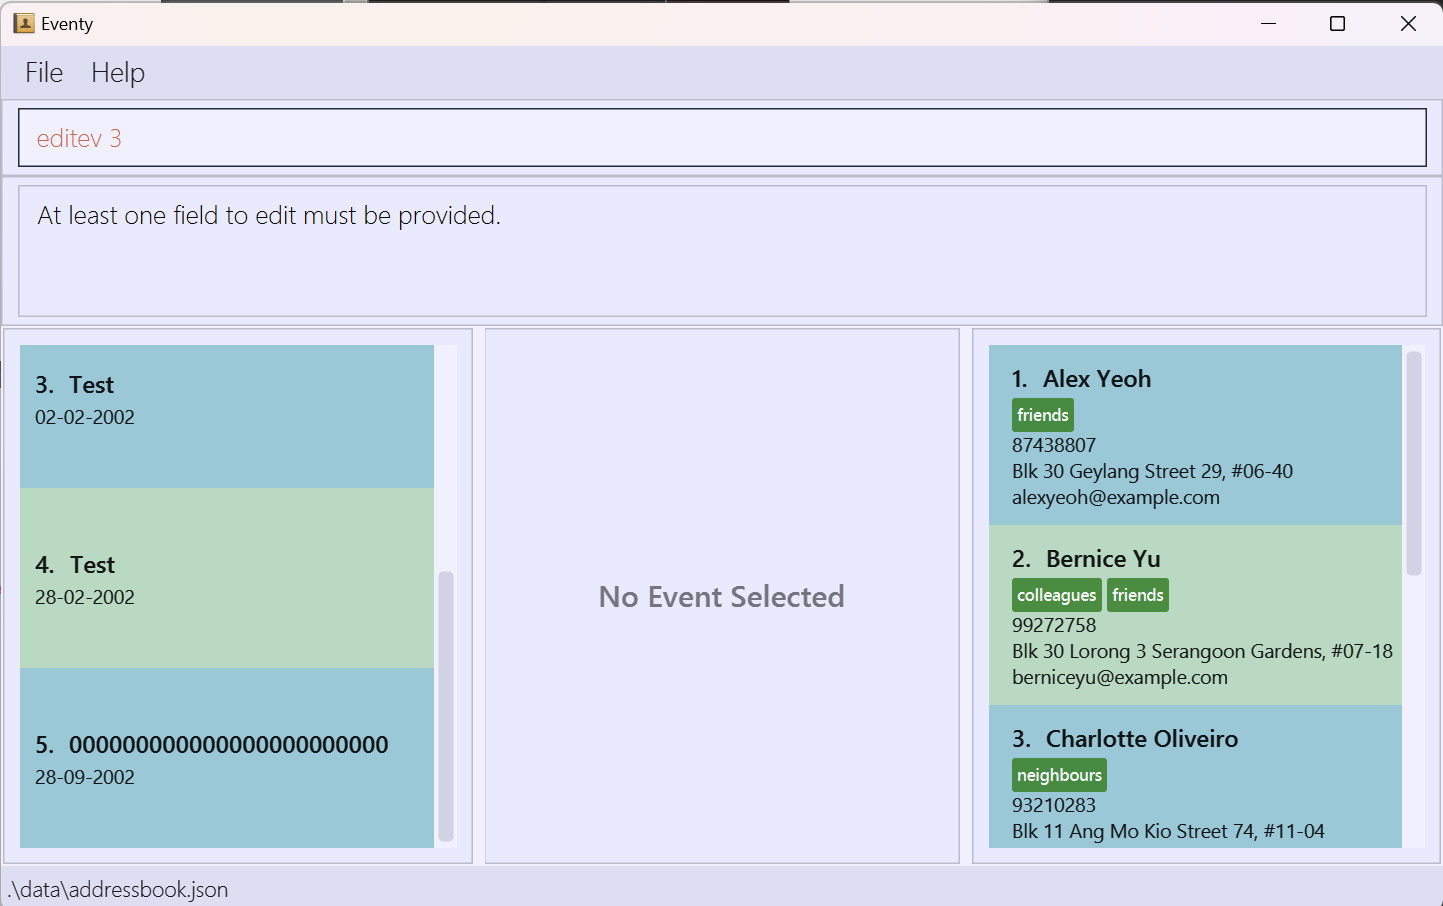 Eventy
File Help
editev 3
At least one field to edit must be provided.
3. Test
02-02-2002
4. Test
28-02-2002
5. 000000000000000000000000
28-09-2002
No Event Selected
1. Alex Yeoh
friends
87438807
Blk 30 Geylang Street 29, #06-40
alexyeoh@example.com
2. Bernice Yu
colleagues friends
99272758
Blk 30 Lorong 3 Serangoon Gardens, #07-18
berniceyu@example.com
3. Charlotte Oliveiro
neighbours
93210283
Blk 11 Ang Mo Kio Street 74, #11-04
.\data\addressbook.json